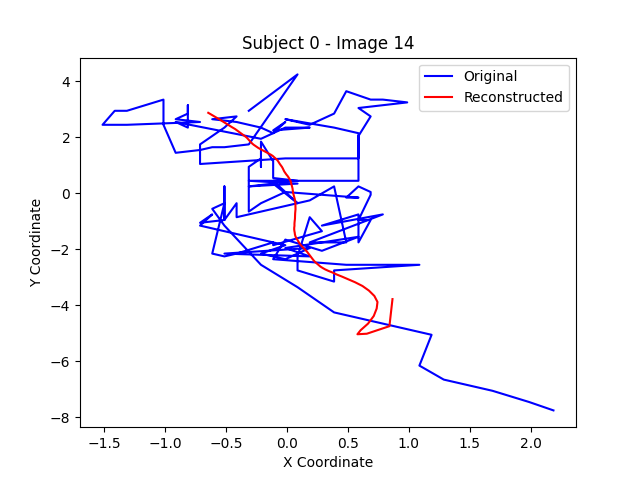 Subject 0 - Image 14
Original
Reconstructed
Y Coordinate
4
2
0
−2
−4
−6
−8
−1.5 −1.0 −0.5 0.0 0.5 1.0 1.5 2.0
X Coordinate